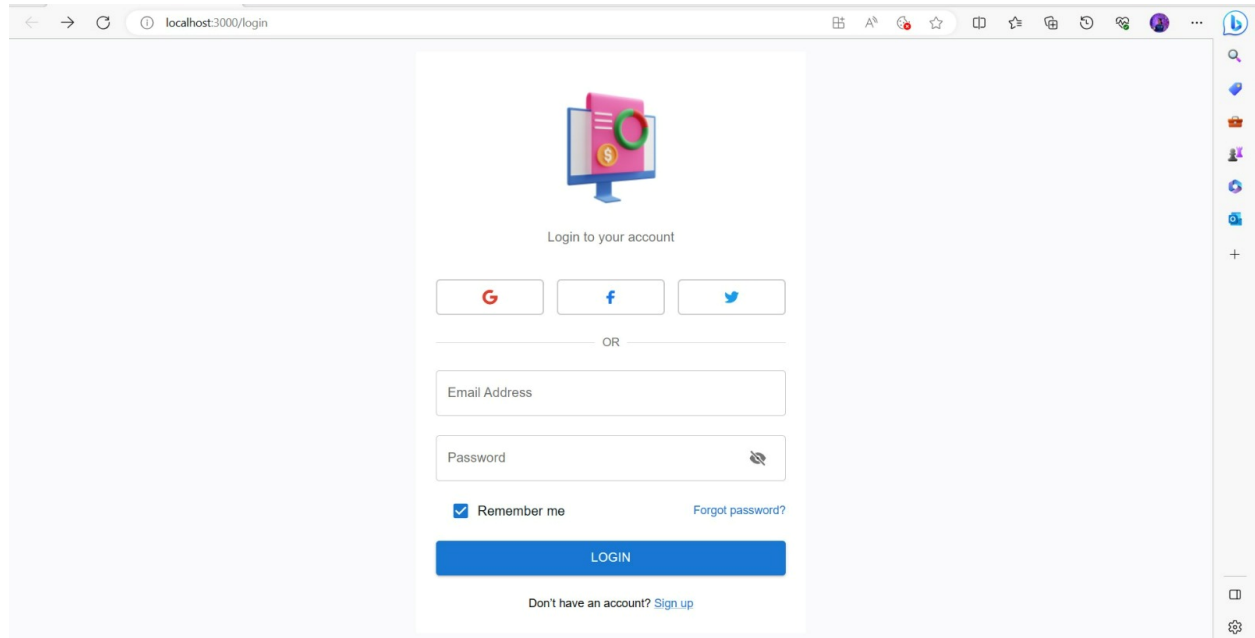 localhost:3000/login
Login to your account
OR
Email Address
Password
Remember me Forgot password?
LOGIN
Don't have an account? Sign up